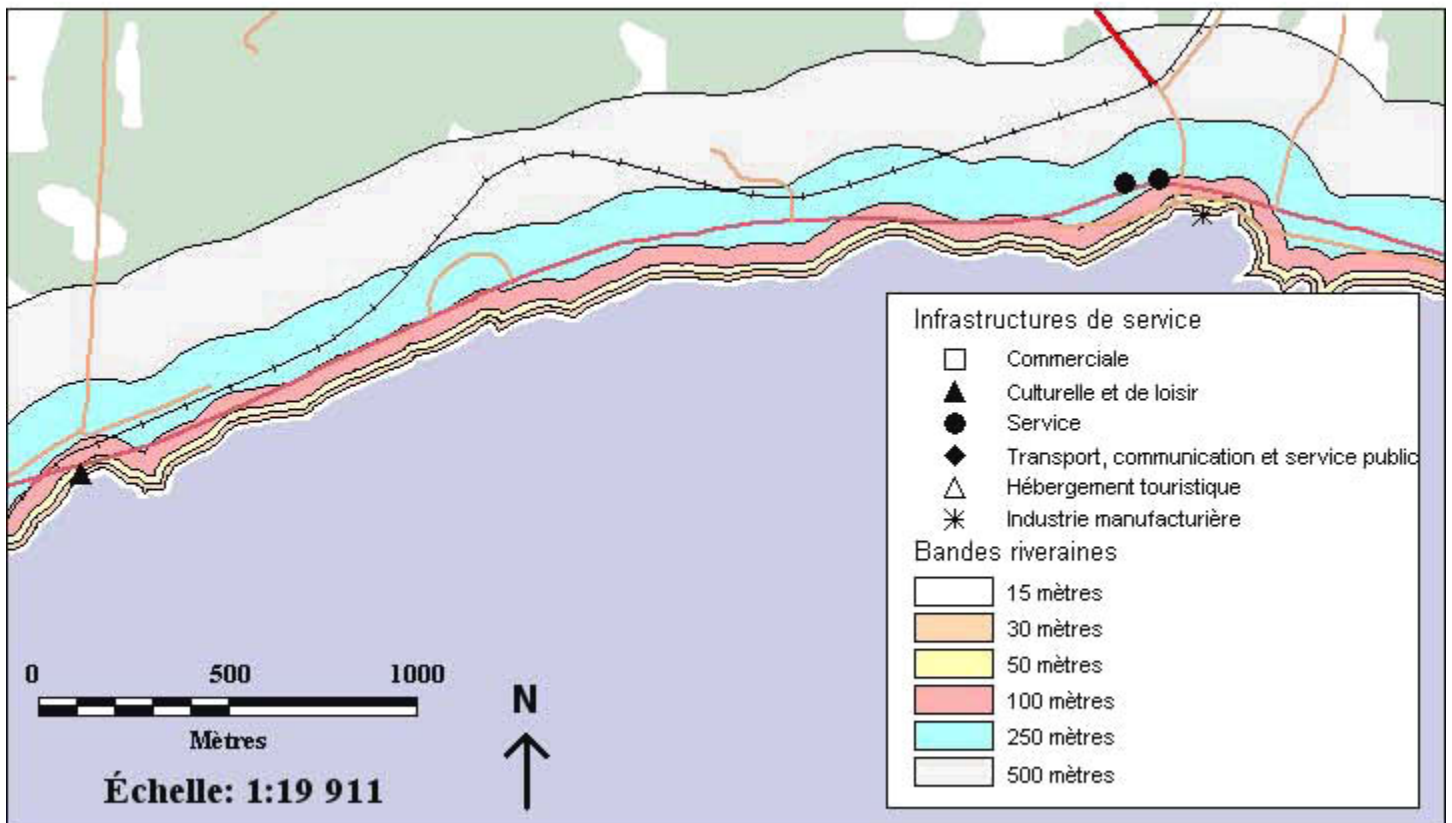 Infrastructures de service
Commerciale
Culturelle et de loisir
Service
Transport, communication et service public
Hébergement touristique
Industrie manufacturière
Bandes riveraines
15 mètres
30 mètres
50 mètres
100 mètres
250 mètres
500 mètres
0 500 1000
Mètres
Échelle: 1:19 911
N